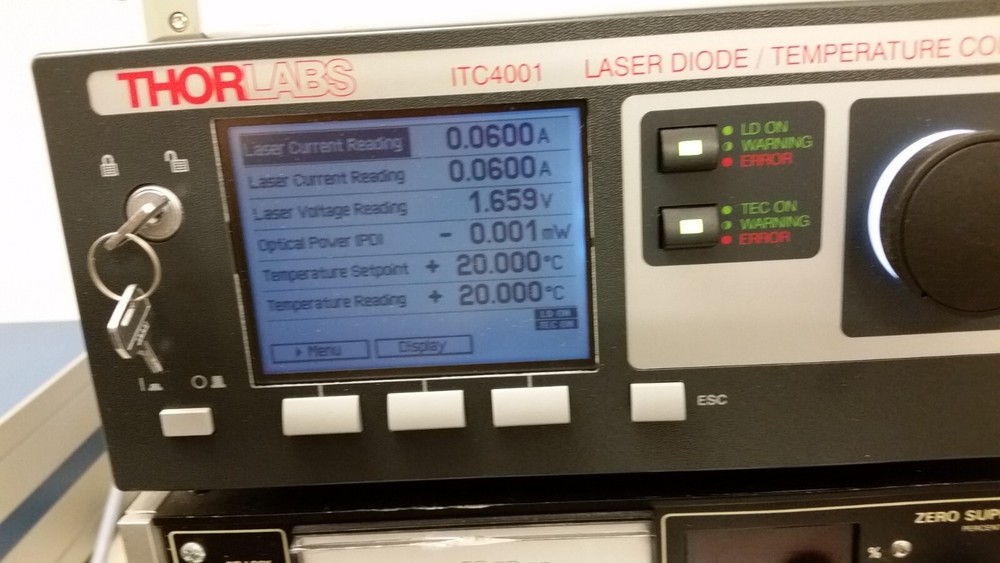 THORLABS
ITC4001
LASER DIODE / TEMPERATURE CO
Laser Current Reading 0.0600 A
Laser Current Reading 0.0600 A
Laser Voltage Reading 1.659 V
Optical Power (PD) - 0.001 mW
Temperature Setpoint + 20.000 °C
Temperature Reading + 20.000 °C
LD ON
TEC ON
Menu
Display
LD ON
WARNING
ERROR
TEC ON
WARNING
ERROR
ESC
ZERO SUP
PERCEN
%